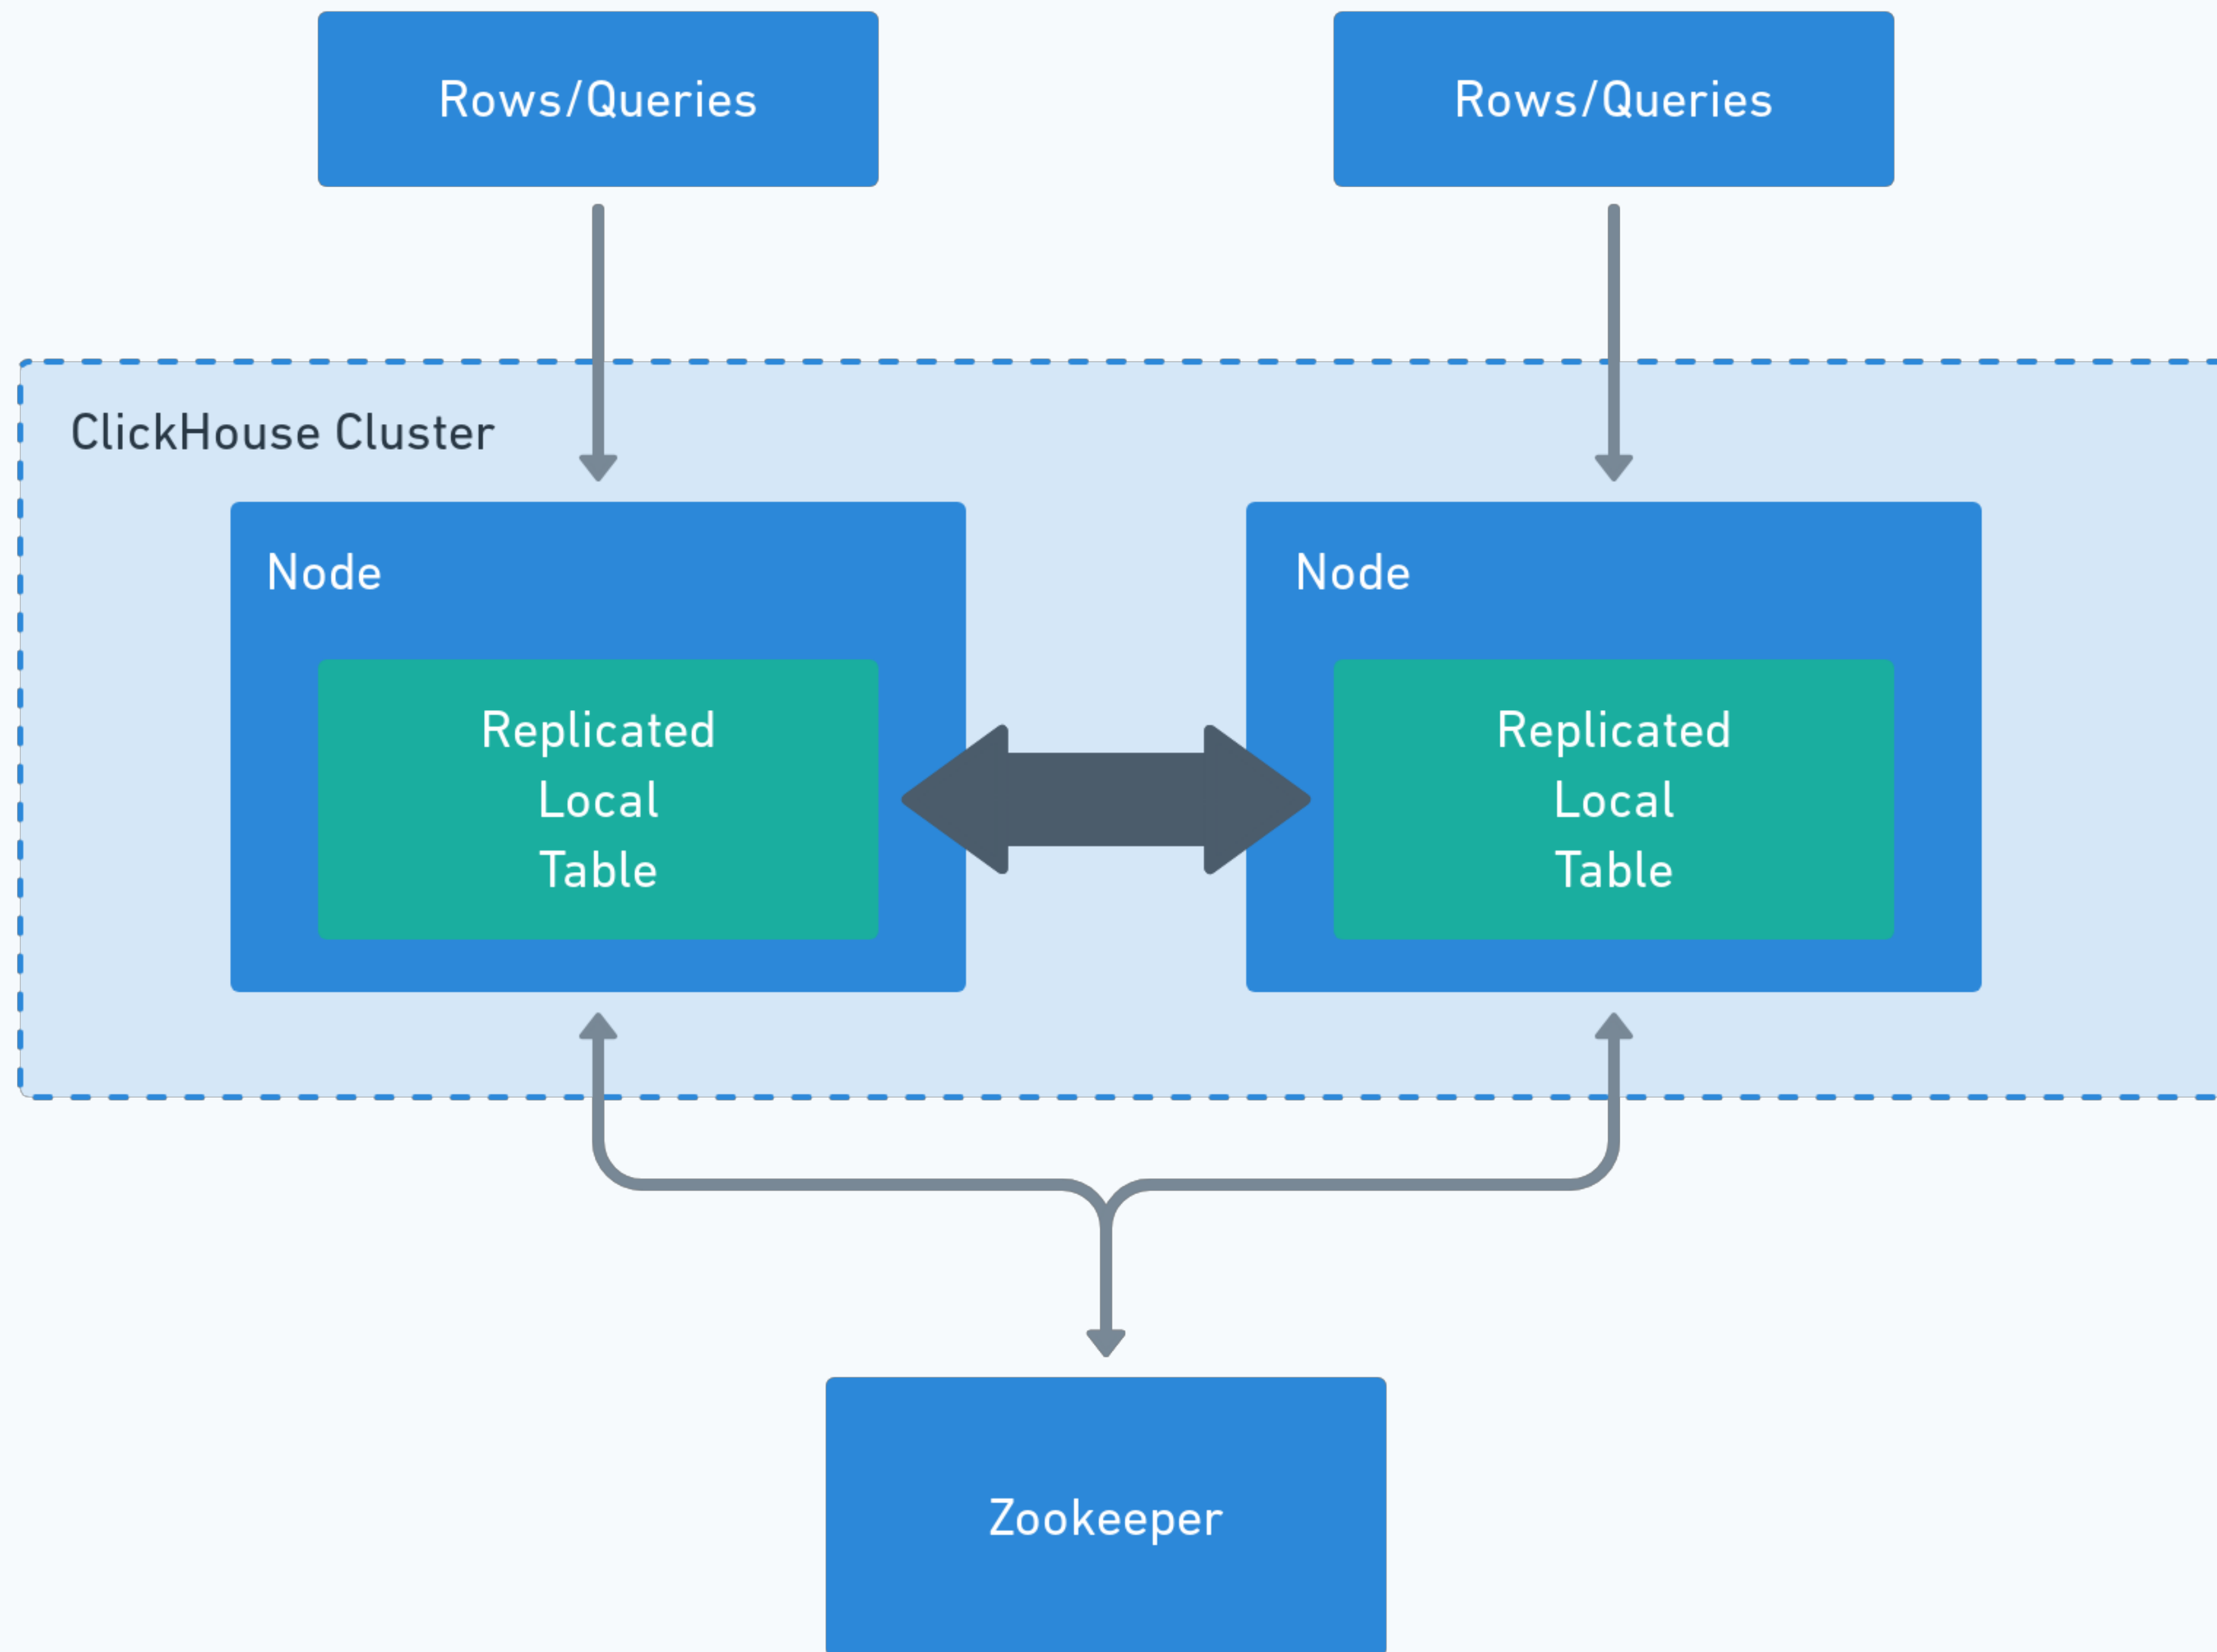 Rows/Queries
Rows/Queries
ClickHouse Cluster
Node
Node
Replicated
Local
Table
Replicated
Local
Table
Zookeeper